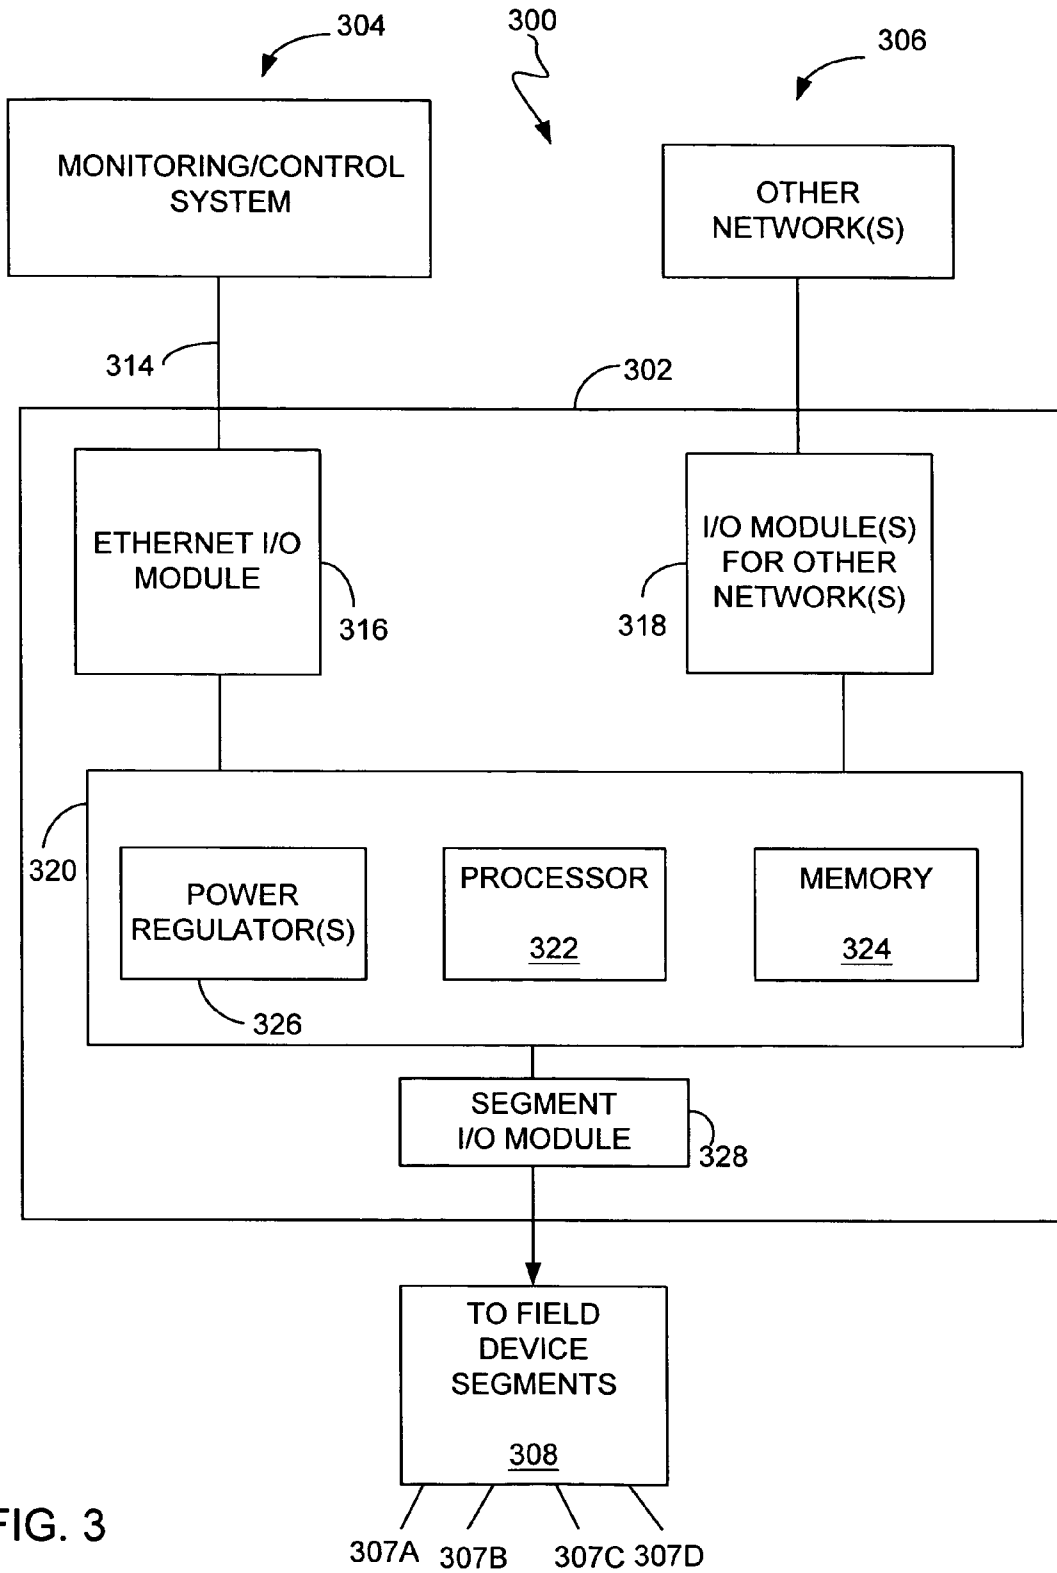 304
300
306
MONITORING/CONTROL
SYSTEM
OTHER
NETWORK(S)
314
302
ETHERNET I/O
MODULE
316
I/O MODULE(S)
FOR OTHER
NETWORK(S)
318
320
POWER
REGULATOR(S)
326
PROCESSOR
322
MEMORY
324
SEGMENT
I/O MODULE
328
TO FIELD
DEVICE
SEGMENTS
308
307A 307B 307C 307D
FIG. 3